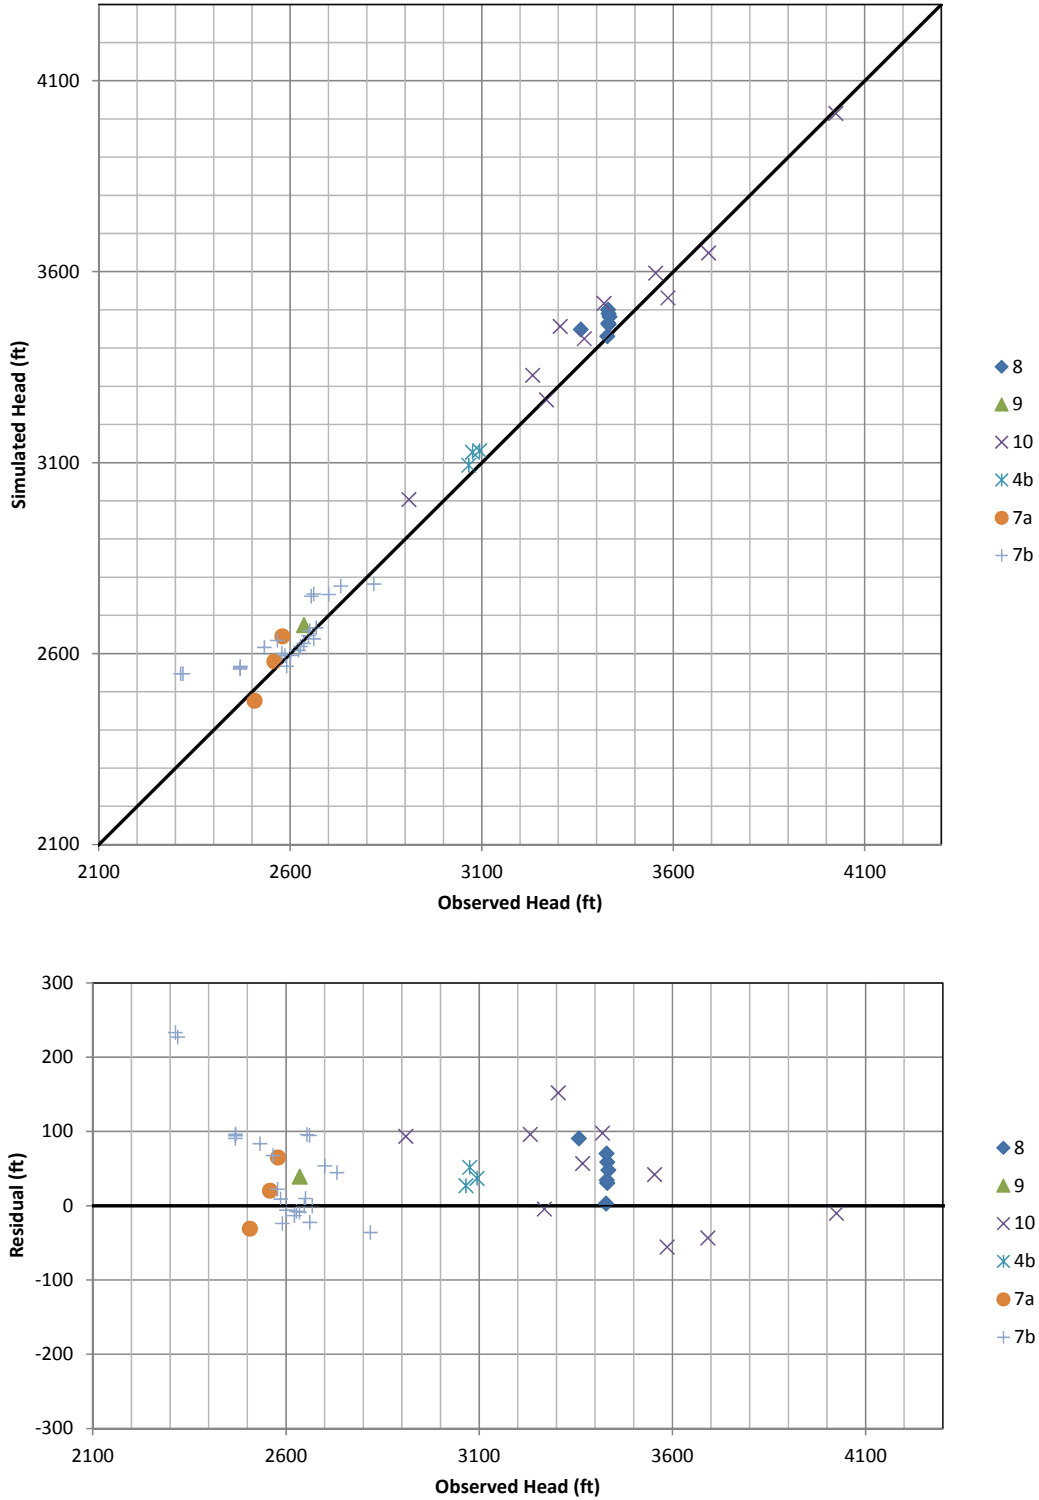 4100
3600
3100
2600
2100
Simulated Head (ft)
2100 2600 3100 3600 4100
Observed Head (ft)
8
9
10
4b
7a
7b
300
200
100
0
-100
-200
-300
Residual (ft)
2100 2600 3100 3600 4100
Observed Head (ft)
8
9
10
4b
7a
7b